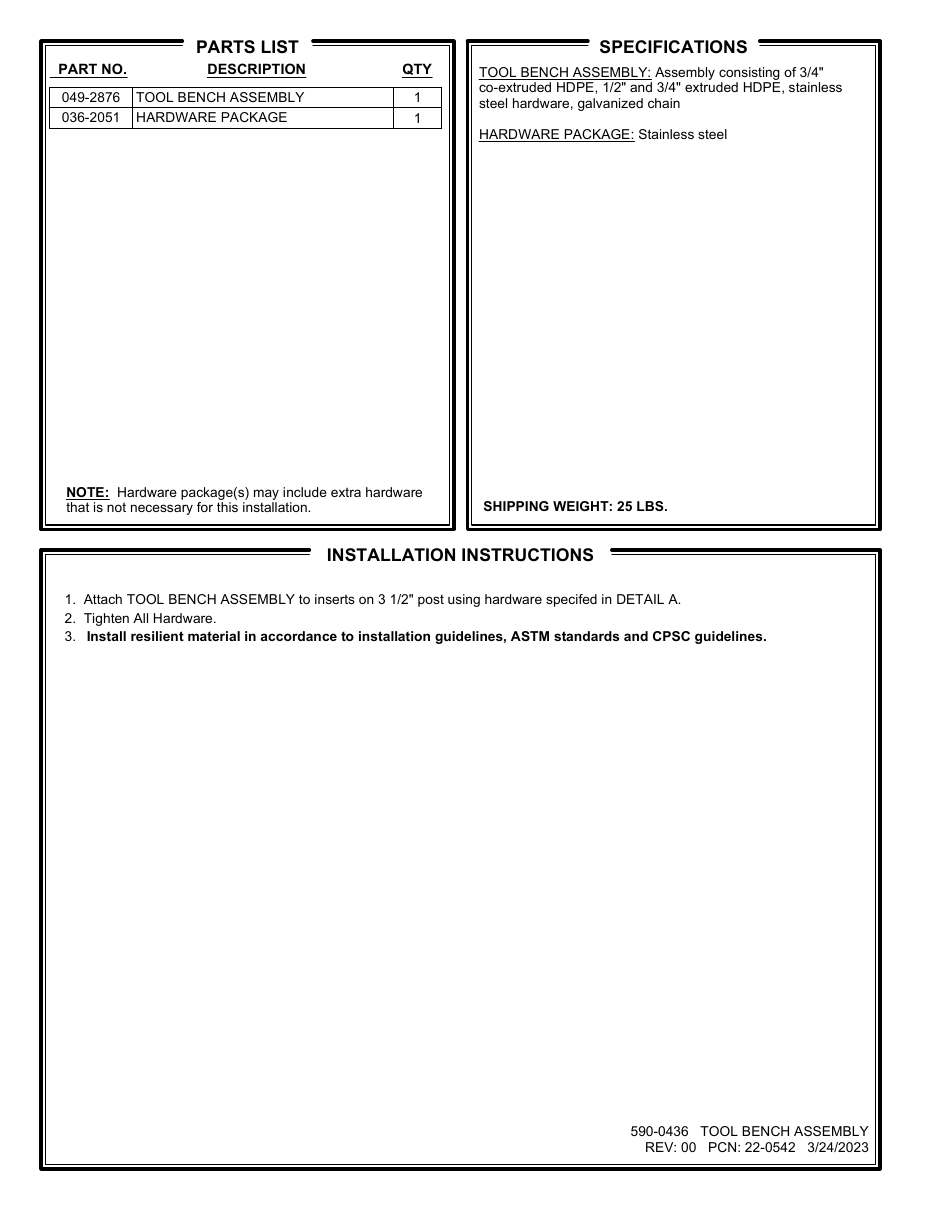 PARTS LIST
PART NO. DESCRIPTION QTY
049-2876 TOOL BENCH ASSEMBLY 1
036-2051 HARDWARE PACKAGE 1
NOTE: Hardware package(s) may include extra hardware
that is not necessary for this installation.
SPECIFICATIONS
TOOL BENCH ASSEMBLY: Assembly consisting of 3/4"
co-extruded HDPE, 1/2" and 3/4" extruded HDPE, stainless
steel hardware, galvanized chain
HARDWARE PACKAGE: Stainless steel
SHIPPING WEIGHT: 25 LBS.
INSTALLATION INSTRUCTIONS
1. Attach TOOL BENCH ASSEMBLY to inserts on 3 1/2" post using hardware specifed in DETAIL A.
2. Tighten All Hardware.
3. Install resilient material in accordance to installation guidelines, ASTM standards and CPSC guidelines.
590-0436 TOOL BENCH ASSEMBLY
REV: 00 PCN: 22-0542 3/24/2023